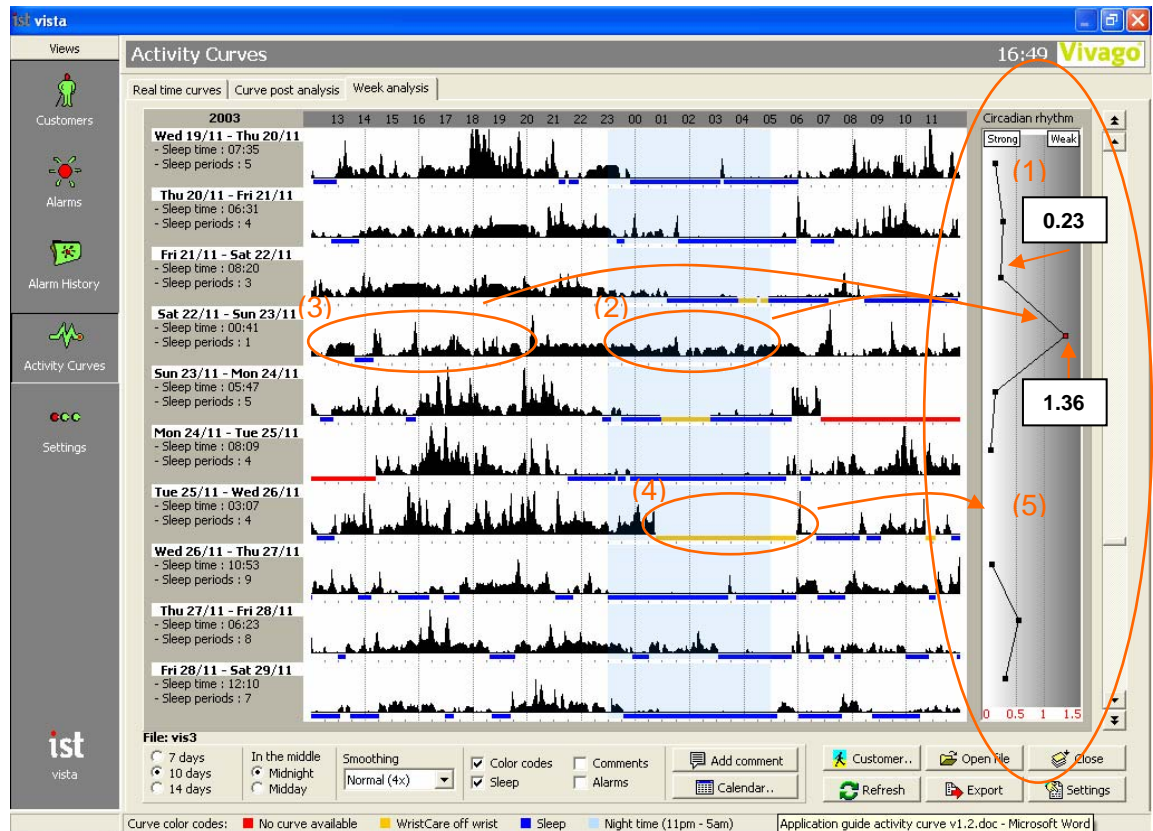 ist vista
Views
Activity Curves
16:49
Vivago
Customers
Alarms
Alarm History
Activity Curves
Settings
ist
vista
Real time curves
Curve post analysis
Week analysis
2003
13 14 15 16 17 18 19 20 21 22 23 00 01 02 03 04 05 06 07 08 09 10 11
Circadian rhythm
Strong
Weak
Wed 19/11 - Thu 20/11
- Sleep time : 07:35
- Sleep periods : 5
Thu 20/11 - Fri 21/11
- Sleep time : 06:31
- Sleep periods : 4
Fri 21/11 - Sat 22/11
- Sleep time : 08:20
- Sleep periods : 3
Sat 22/11 - Sun 23/11
- Sleep time : 00:41
- Sleep periods : 1
Sun 23/11 - Mon 24/11
- Sleep time : 05:47
- Sleep periods : 5
Mon 24/11 - Tue 25/11
- Sleep time : 08:09
- Sleep periods : 4
Tue 25/11 - Wed 26/11
- Sleep time : 03:07
- Sleep periods : 4
Wed 26/11 - Thu 27/11
- Sleep time : 10:53
- Sleep periods : 9
Thu 27/11 - Fri 28/11
- Sleep time : 06:23
- Sleep periods : 8
Fri 28/11 - Sat 29/11
- Sleep time : 12:10
- Sleep periods : 7
(1)
0.23
(3)
(2)
1.36
(4)
(5)
0 0.5 1 1.5
File: vis3
7 days
10 days
14 days
In the middle
Midnight
Midday
Smoothing
Normal (4x)
Color codes
Sleep
Comments
Alarms
Add comment
Calendar..
Customer..
Open file
Close
Refresh
Export
Settings
Curve color codes:
No curve available
WristCare off wrist
Sleep
Night time (11pm - 5am)
Application guide activity curve v1.2.doc - Microsoft Word